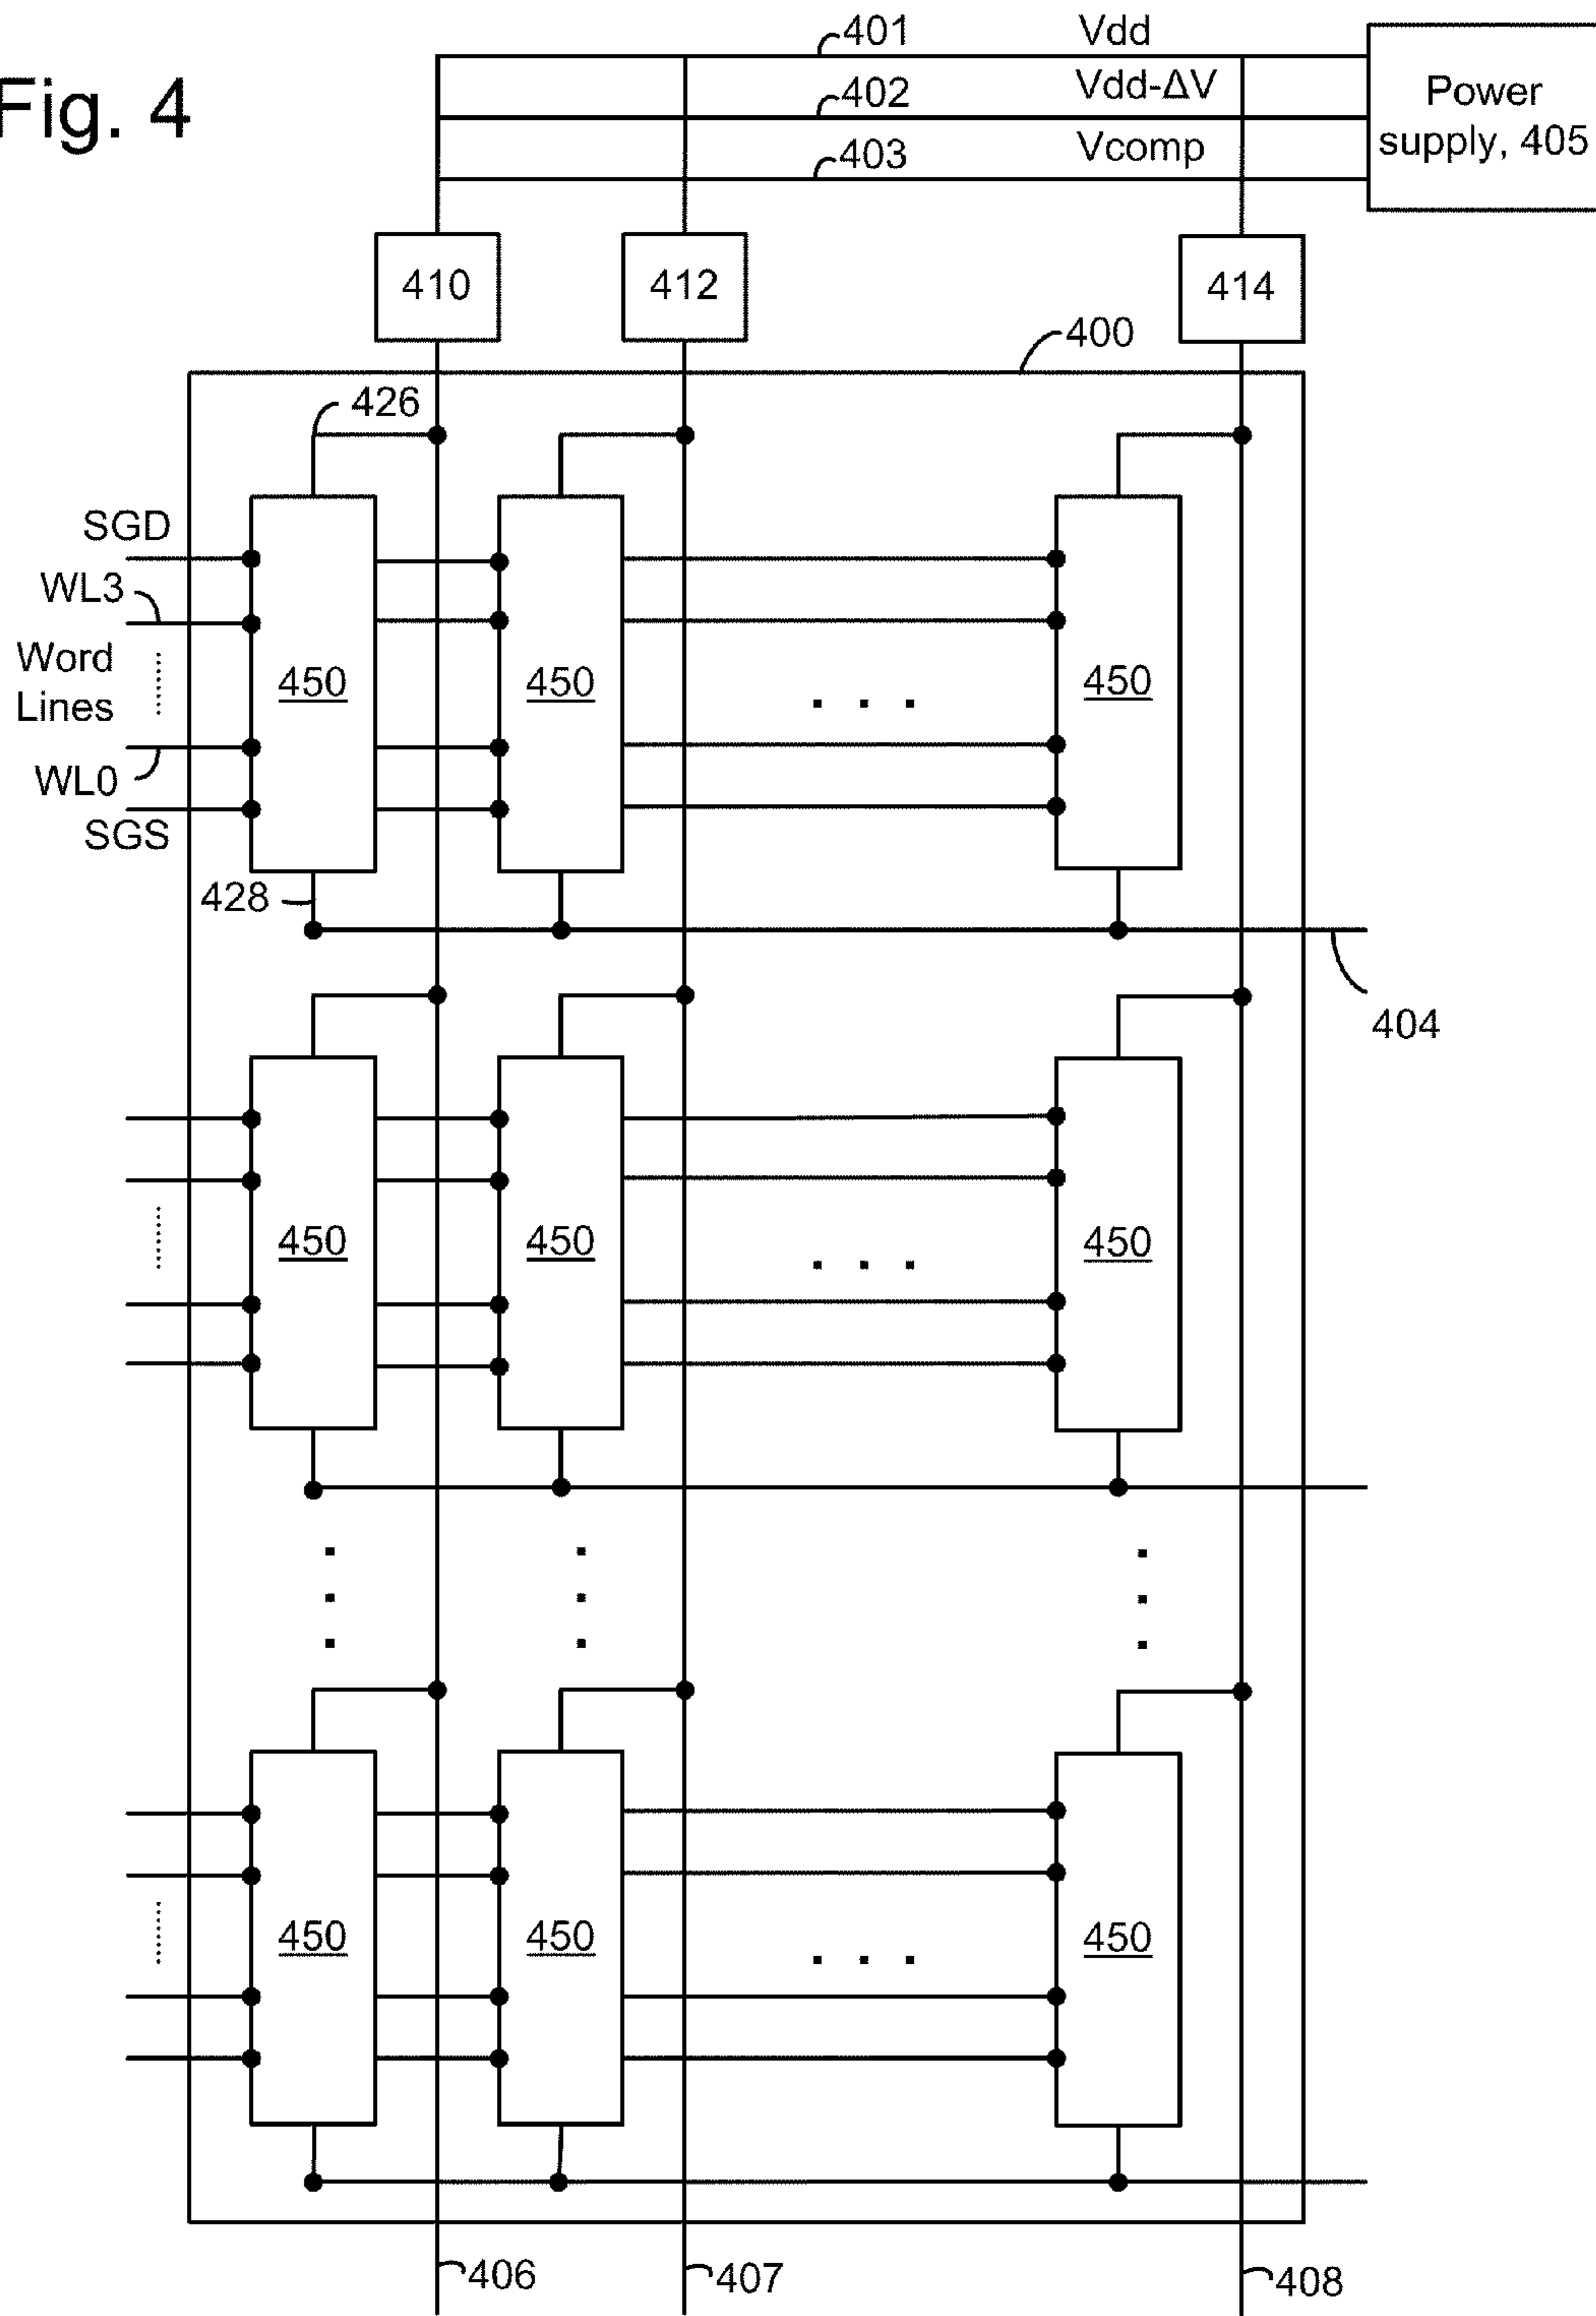 Fig. 4
401
Vdd
402
Vdd-ΔV
403
Vcomp
Power
supply, 405
410
412
414
400
426
SGD
WL3
Word
Lines
WL0
SGS
450
450
. . .
450
428
404
450
450
. . .
450
450
450
. . .
450
406
407
408